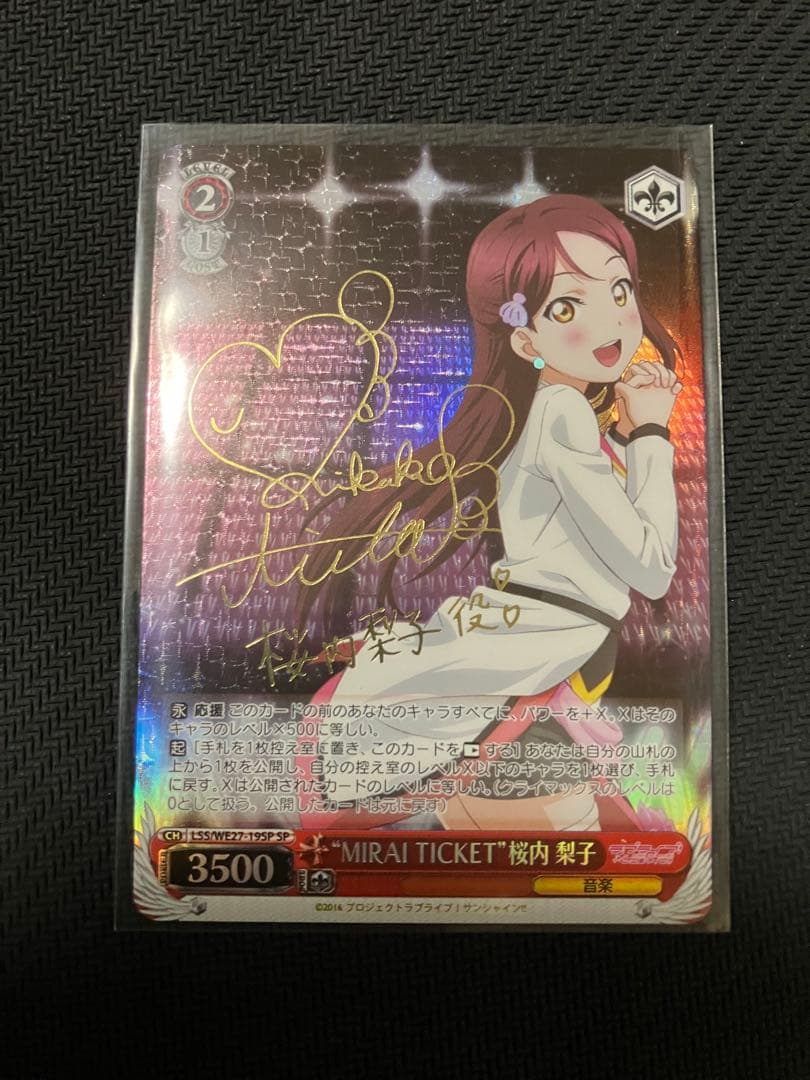 LEVEL
2
1
COST
桜内梨子役♡♡
永 応援 このカードの前のあなたのキャラすべてに、パワーを＋X。Xはその
キャラのレベル×500に等しい。
起 [手札を1枚控え室に置き、このカードを する] あなたは自分の山札の
上から1枚を公開し、自分の控え室のレベルX以下のキャラを1枚選び、手札
に戻す。Xは公開されたカードのレベルに等しい。(クライマックスのレベルは
0として扱う。公開したカードは元に戻す)
CH LSS/WE27-19SP SP
3500
“MIRAI TICKET”桜内 梨子
音楽
©2016 プロジェクトラブライブ！サンシャイン!!